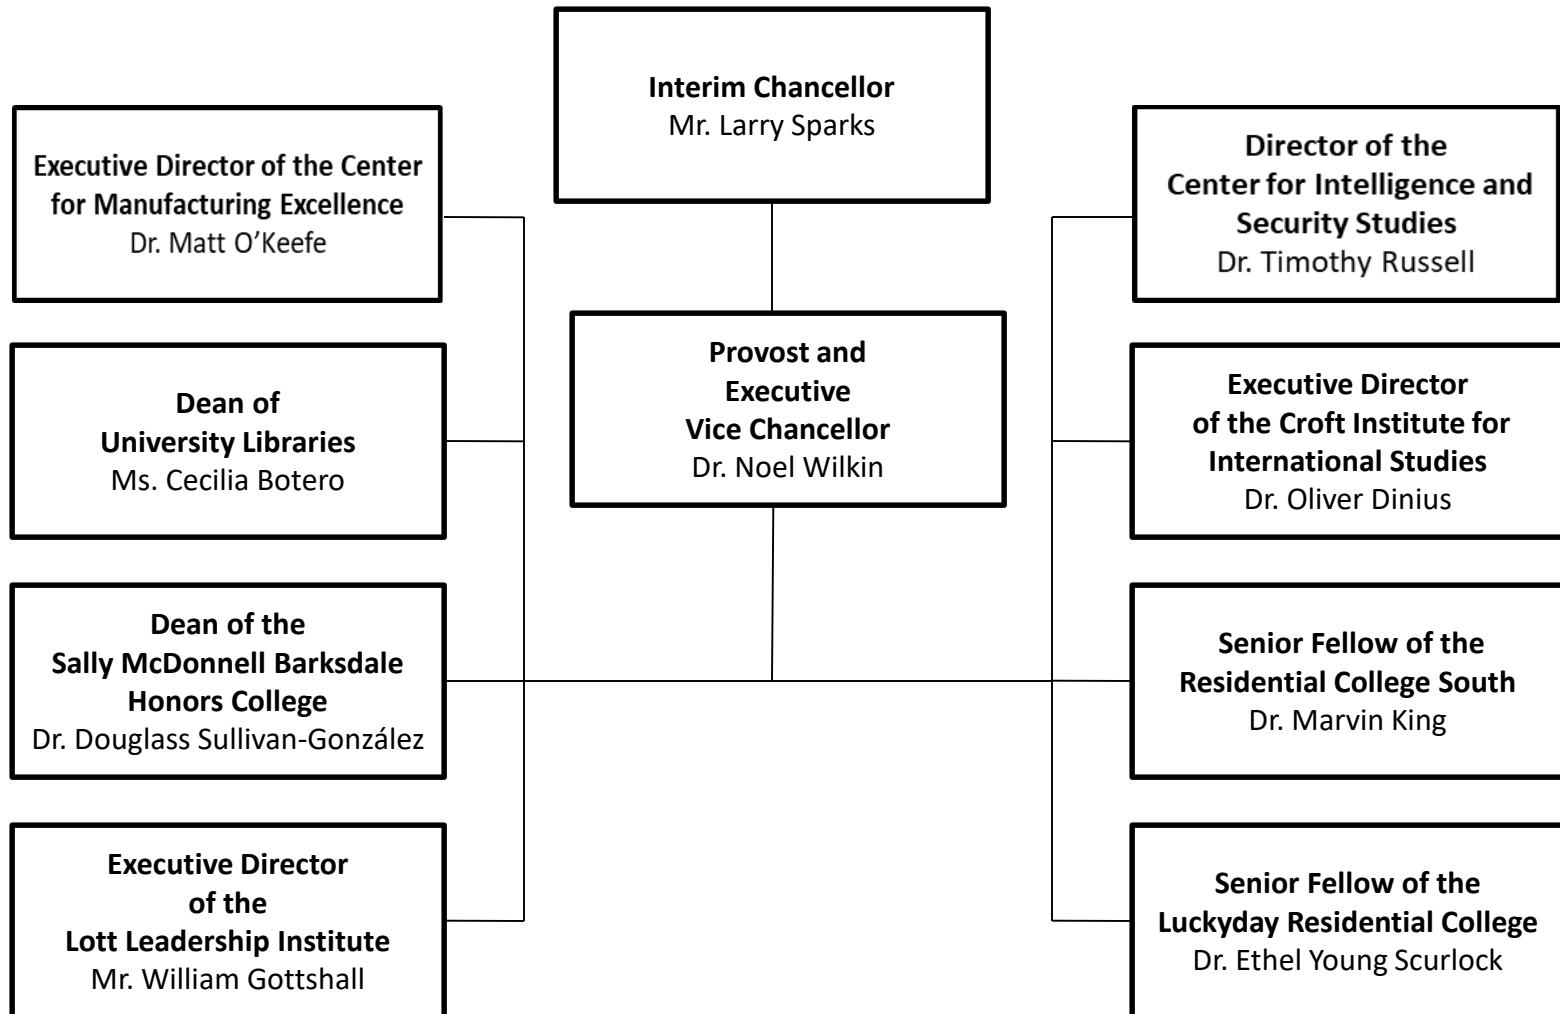 Interim Chancellor
Mr. Larry Sparks
Executive Director of the Center
for Manufacturing Excellence
Dr. Matt O’Keefe
Director of the
Center for Intelligence and
Security Studies
Dr. Timothy Russell
Provost and
Executive
Vice Chancellor
Dr. Noel Wilkin
Dean of
University Libraries
Ms. Cecilia Botero
Executive Director
of the Croft Institute for
International Studies
Dr. Oliver Dinius
Dean of the
Sally McDonnell Barksdale
Honors College
Dr. Douglass Sullivan-González
Senior Fellow of the
Residential College South
Dr. Marvin King
Executive Director
of the
Lott Leadership Institute
Mr. William Gottshall
Senior Fellow of the
Luckyday Residential College
Dr. Ethel Young Scurlock